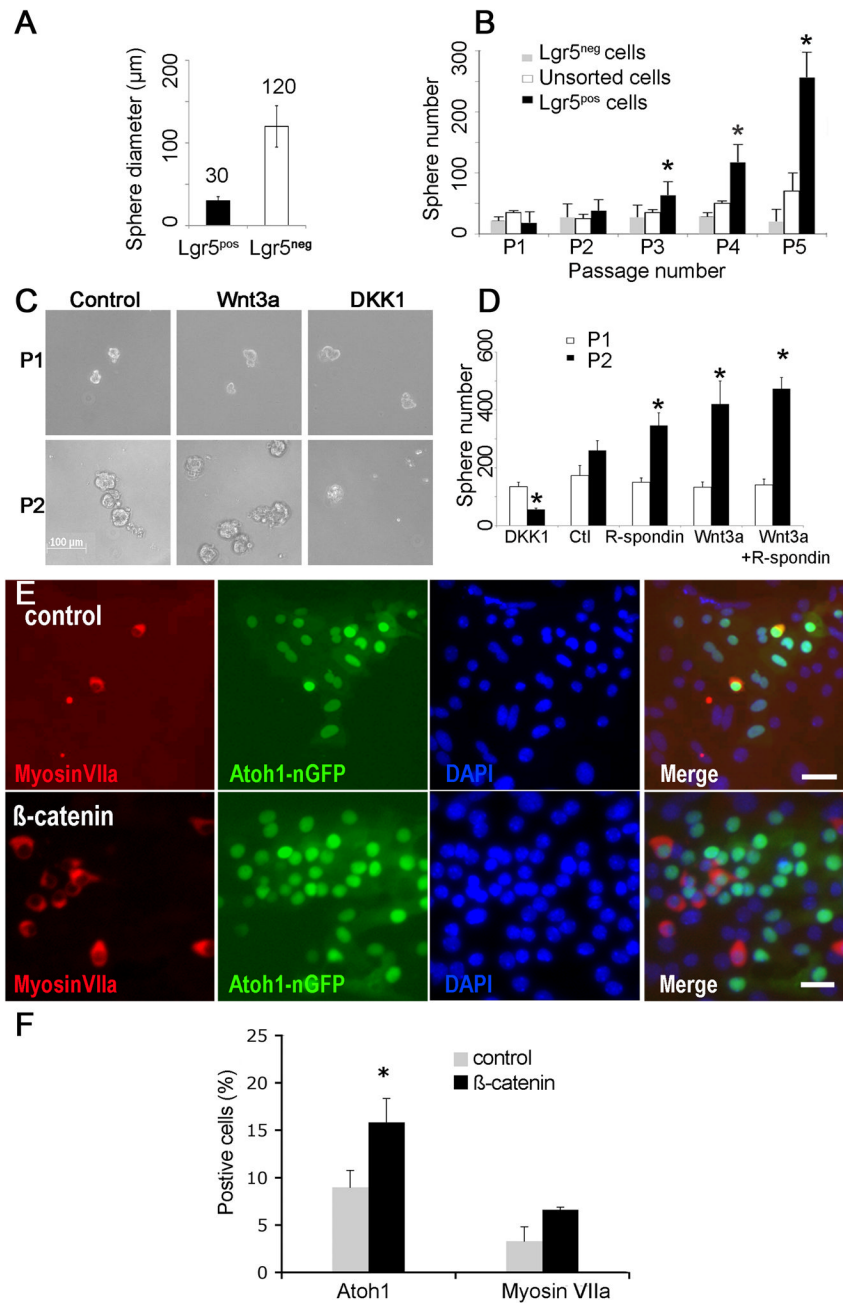 A
Sphere diameter (µm)
200
100
0
30
120
Lgr5pos
Lgr5neg
B
Sphere number
300
150
50
0
Lgr5neg cells
Unsorted cells
Lgr5pos cells
*
*
*
P1 P2 P3 P4 P5
Passage number
C
Control Wnt3a DKK1
P1
P2
100 µm
D
Sphere number
600
400
200
0
P1
P2
*
*
*
*
DKK1 Ctl R-spondin Wnt3a Wnt3a
+R-spondin
E
control
MyosinVIIa Atoh1-nGFP DAPI Merge
ß-catenin
MyosinVIIa Atoh1-nGFP DAPI Merge
F
Postive cells (%)
25
20
15
10
5
0
control
ß-catenin
*
Atoh1 Myosin VIIa